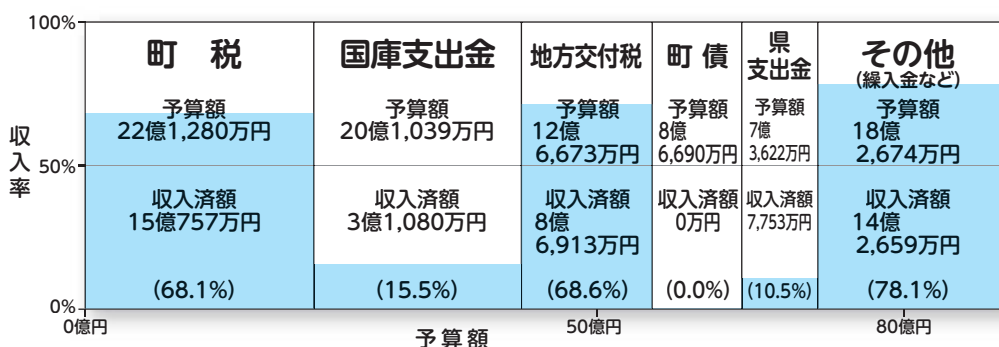 100%
50%
0%
収入率
町 税
予算額
22億1,280万円
収入済額
15億757万円
(68.1%)
国庫支出金
予算額
20億1,039万円
収入済額
3億1,080万円
(15.5%)
地方交付税
予算額
12億
6,673万円
収入済額
8億
6,913万円
(68.6%)
町 債
予算額
8億
6,690万円
収入済額
0万円
(0.0%)
県
支出金
予算額
7億
3,622万円
収入済額
7,753万円
(10.5%)
その他
(繰入金など)
予算額
18億
2,674万円
収入済額
14億
2,659万円
(78.1%)
0億円
50億円
80億円
予算額